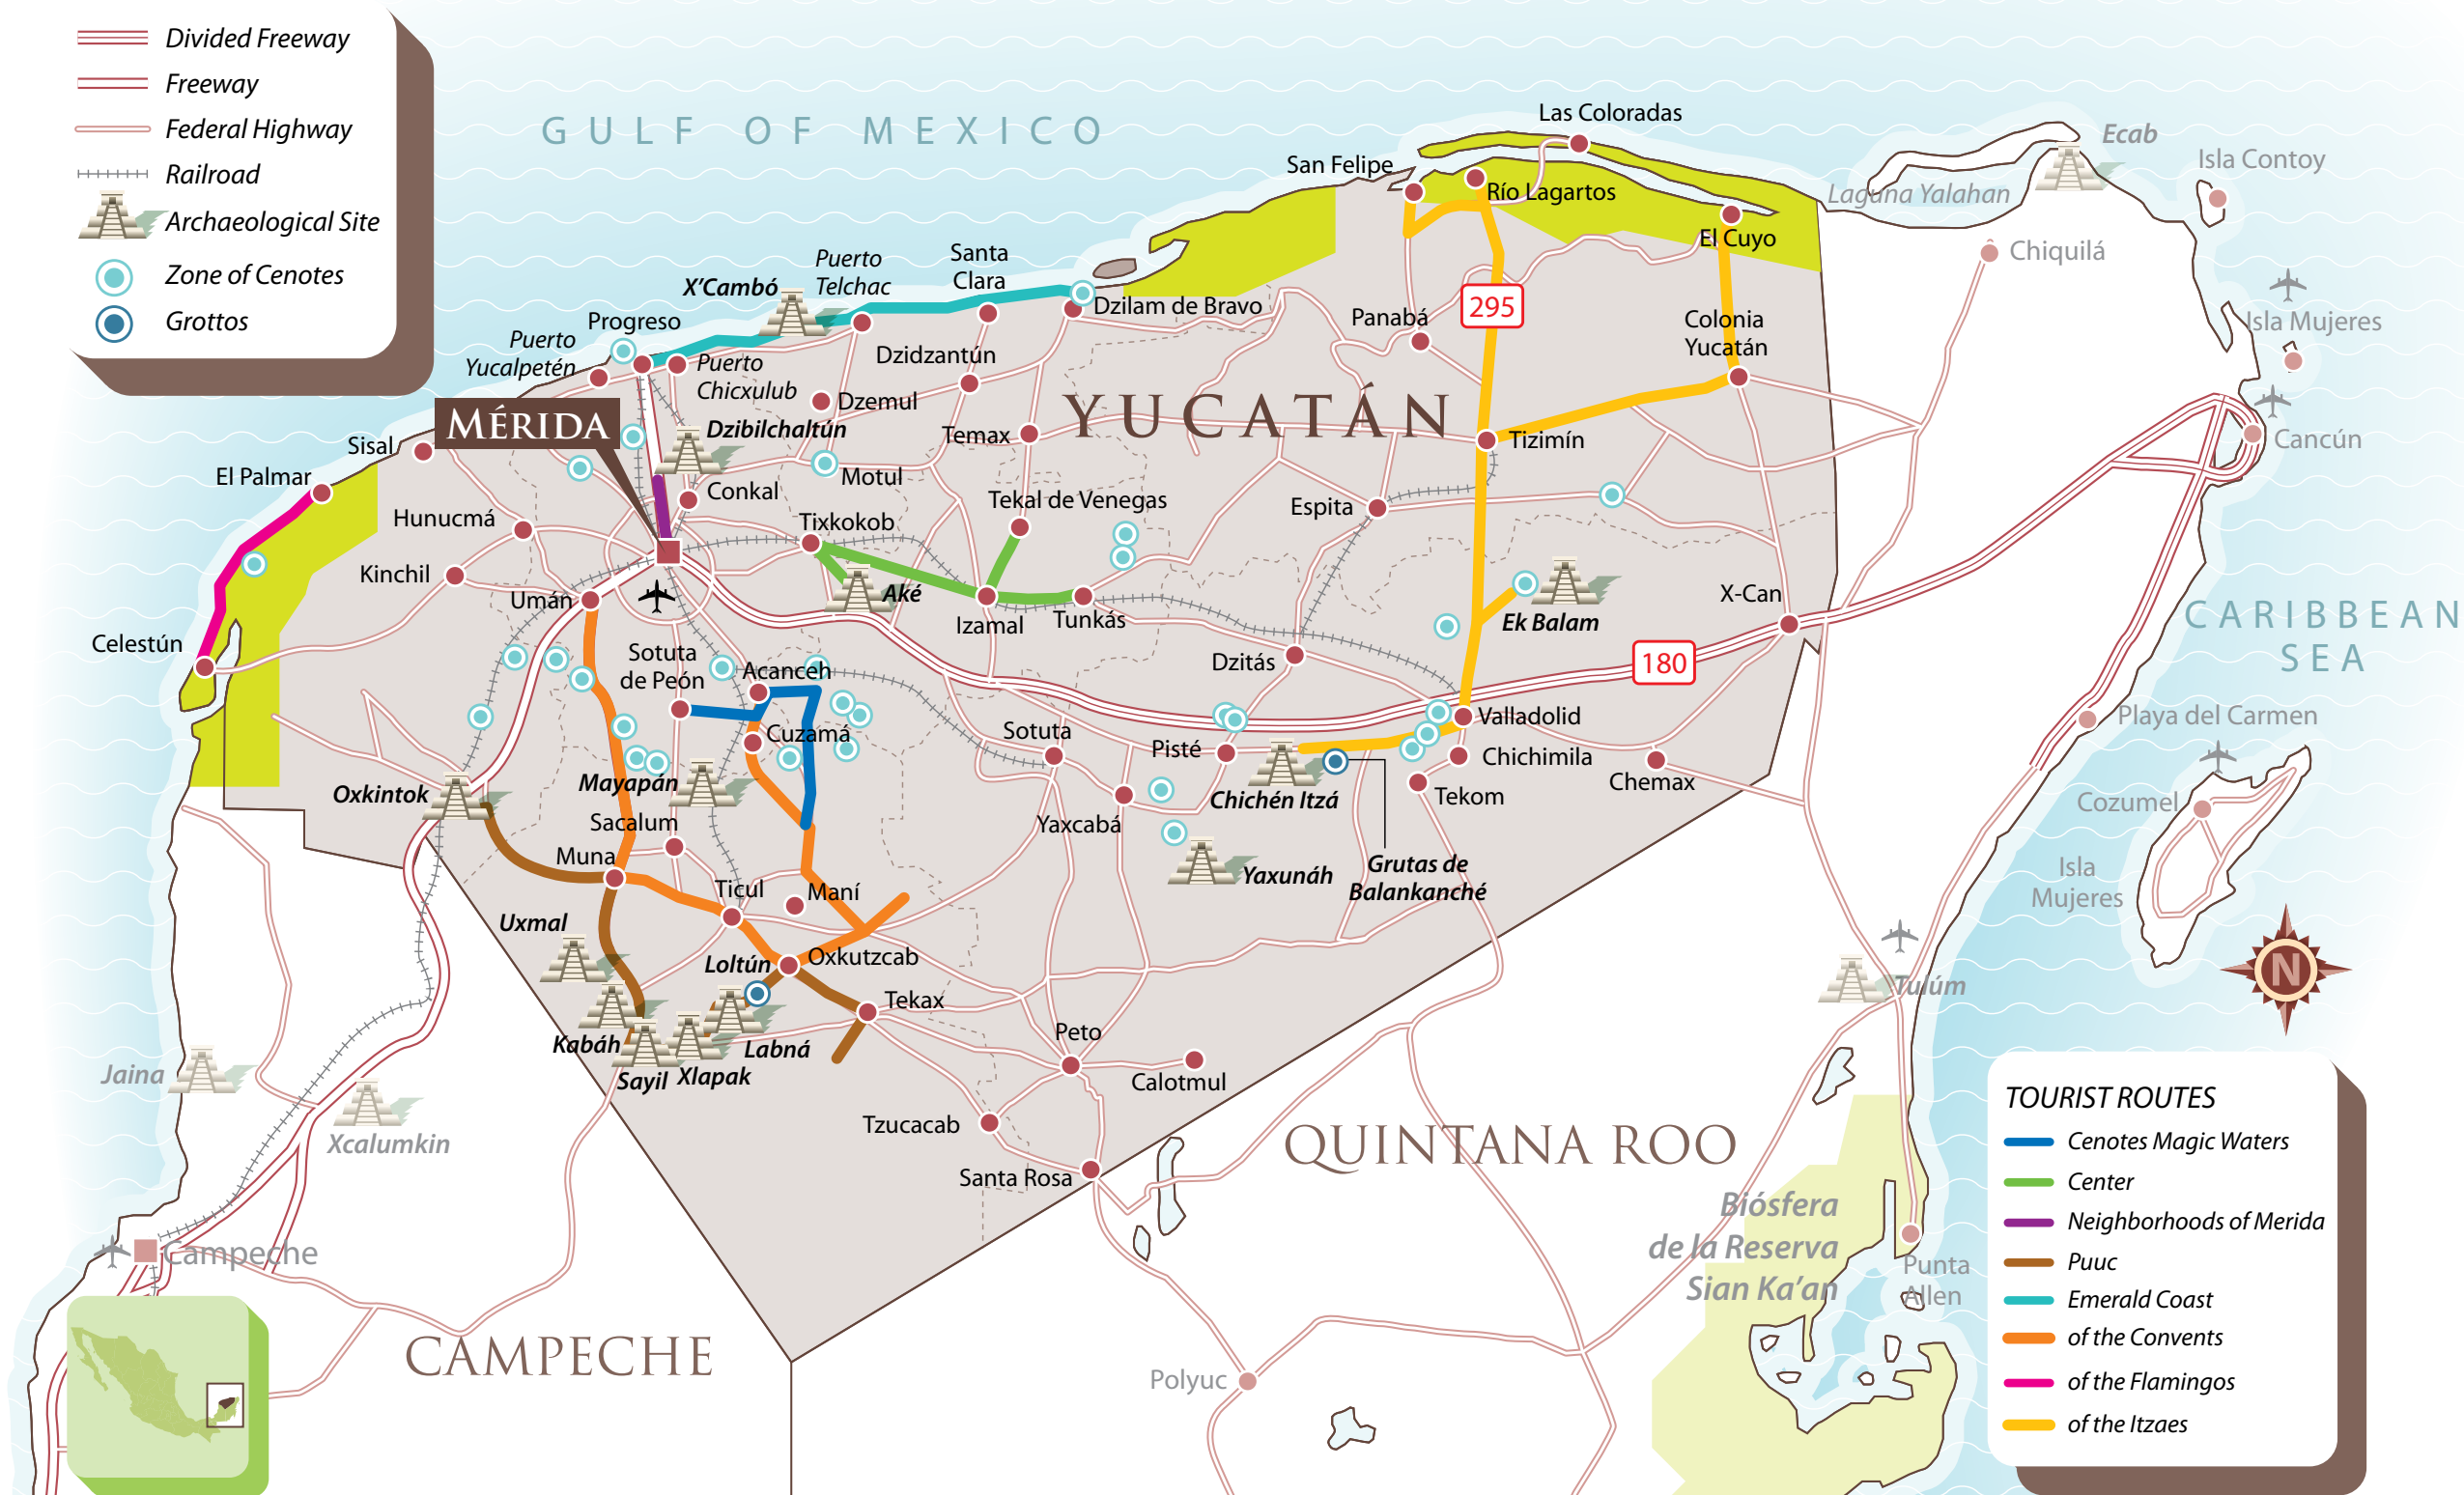 Divided Freeway
Freeway
Federal Highway
Railroad
Archaeological Site
Zone of Cenotes
Grottos
GULF OF MEXICO
Las Coloradas
Ecab
San Felipe
Isla Contoy
Río Lagartos
Laguna Yalahan
El Cuyo
Chiquilá
Puerto
Telchac
Santa
Clara
X'Cambó
Dzilam de Bravo
295
Panabá
Colonia
Yucatán
Isla Mujeres
Progreso
Puerto
Yucalpetén
Puerto
Chicxulub
Dzidzantún
Dzemul
YUCATÁN
MÉRIDA
Dzibilchaltún
Temax
Tizimín
Cancún
Sisal
El Palmar
Motul
Conkal
Tekal de Venegas
Espita
Hunucmá
Tixkokob
Kinchil
Umán
Aké
Izamal
Tunkás
Ek Balam
X-Can
CARIBBEAN
SEA
Celestún
Sotuta
de Peón
Acanceh
Dzitás
180
Cuzamá
Sotuta
Pisté
Valladolid
Playa del Carmen
Chichimila
Chemax
Oxkintok
Mayapán
Chichén Itzá
Tekom
Cozumel
Sacalum
Yaxcabá
Muna
Grutas de
Balankanché
Yaxunáh
Isla
Mujeres
Ticul
Maní
Uxmal
Loltún
Oxkutzcab
Tulúm
N
Tekax
Kabáh
Labná
Sayil
Xlapak
Peto
Calotmul
Jaina
Xcalumkin
Tzucacab
Santa Rosa
QUINTANA ROO
Biósfera
de la Reserva
Sian Ka'an
Punta
Allen
Campeche
CAMPECHE
Polyuc
TOURIST ROUTES
Cenotes Magic Waters
Center
Neighborhoods of Merida
Puuc
Emerald Coast
of the Convents
of the Flamingos
of the Itzaes